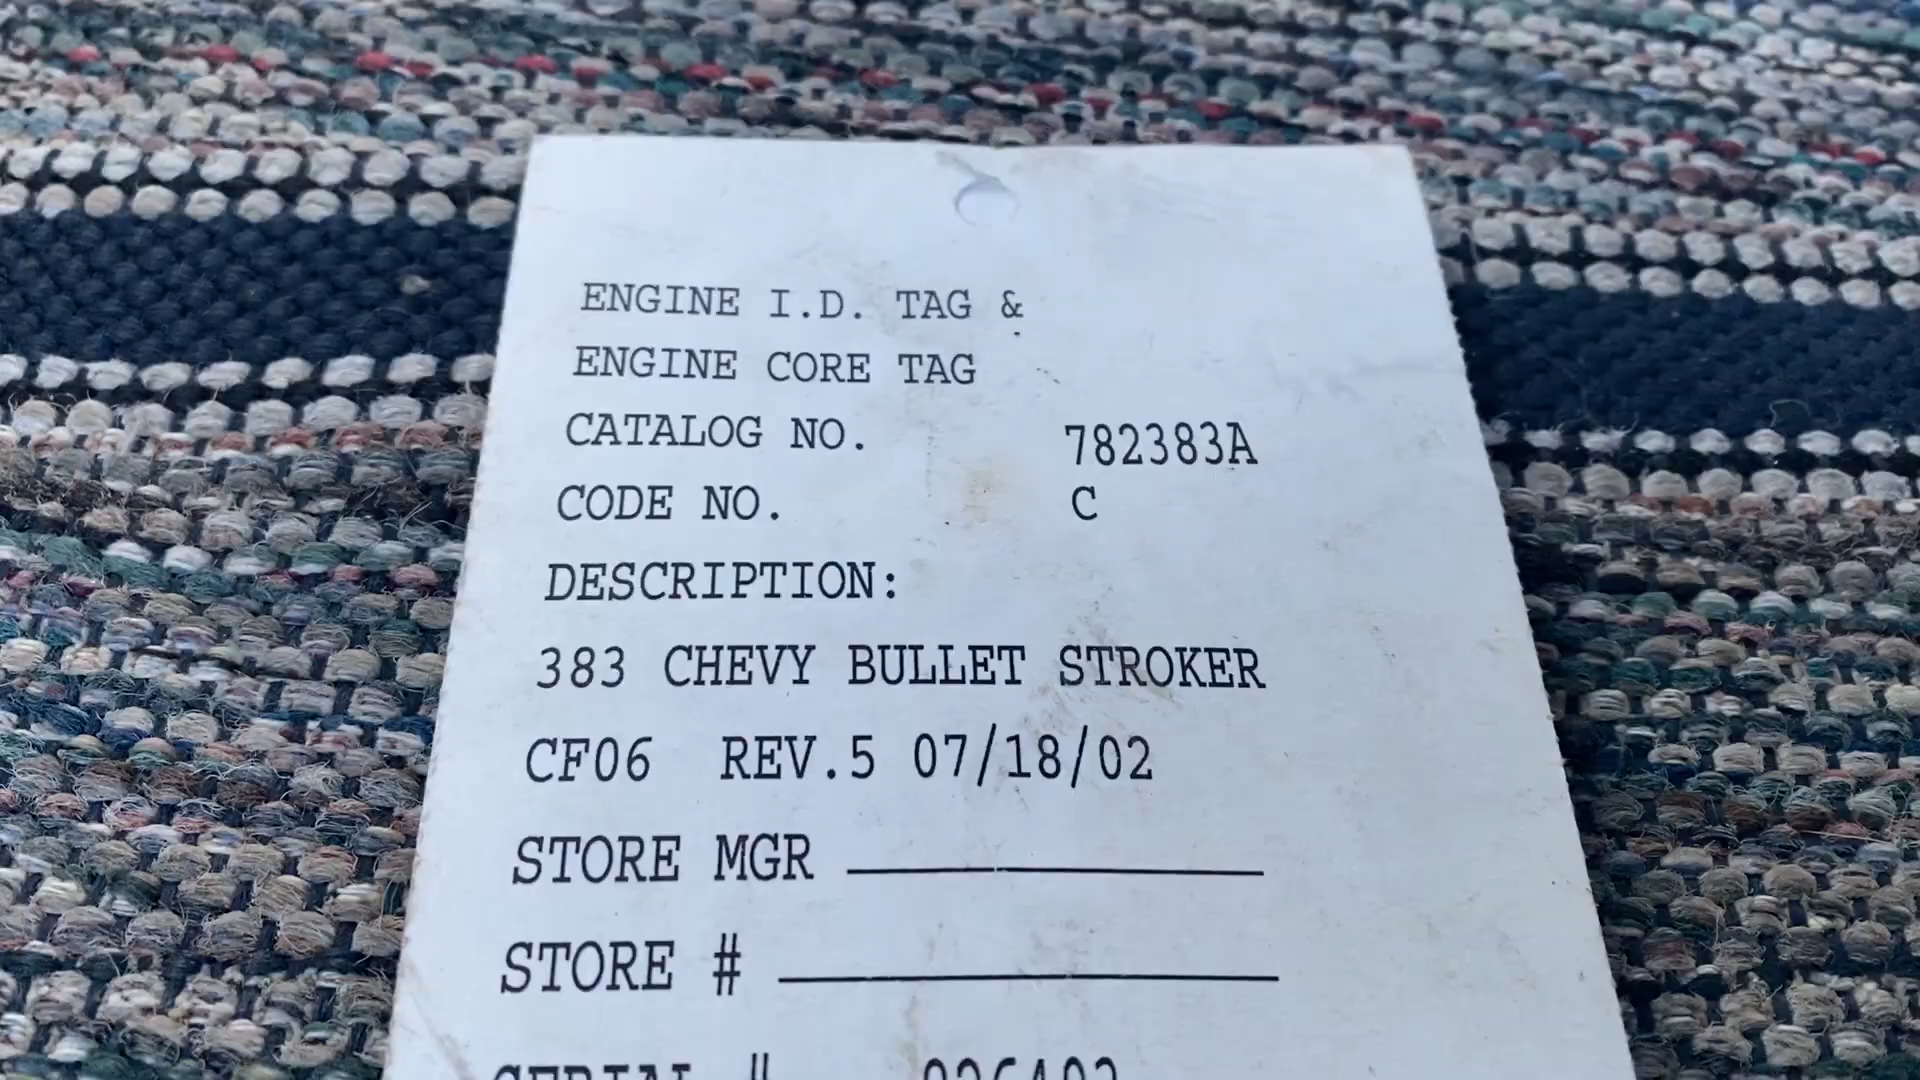 ENGINE I.D. TAG &
ENGINE CORE TAG
CATALOG NO. 782383A
CODE NO. C
DESCRIPTION:
383 CHEVY BULLET STROKER
CF06 REV.5 07/18/02
STORE MGR
STORE #
SERIAL #